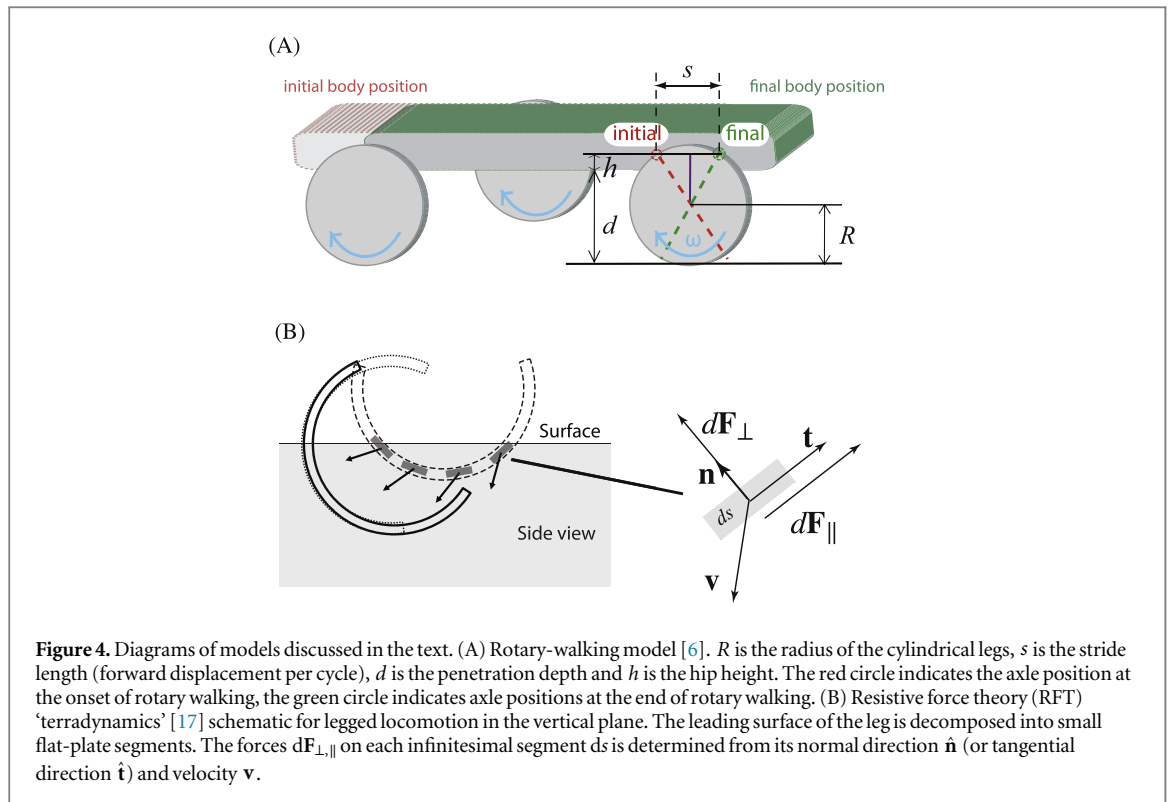 (A)
s
initial body position
final body position
initial
final
h
d
R
ω
(B)
Surface
Side view
dF⊥
t
n
ds
dF∥
v
Figure 4. Diagrams of models discussed in the text. (A) Rotary-walking model [6]. R is the radius of the cylindrical legs, s is the stride
length (forward displacement per cycle), d is the penetration depth and h is the hip height. The red circle indicates the axle position at
the onset of rotary walking, the green circle indicates axle positions at the end of rotary walking. (B) Resistive force theory (RFT)
‘terradynamics’ [17] schematic for legged locomotion in the vertical plane. The leading surface of the leg is decomposed into small
flat-plate segments. The forces dF⊥,∥ on each infinitesimal segment ds is determined from its normal direction n̂ (or tangential
direction t̂) and velocity v.